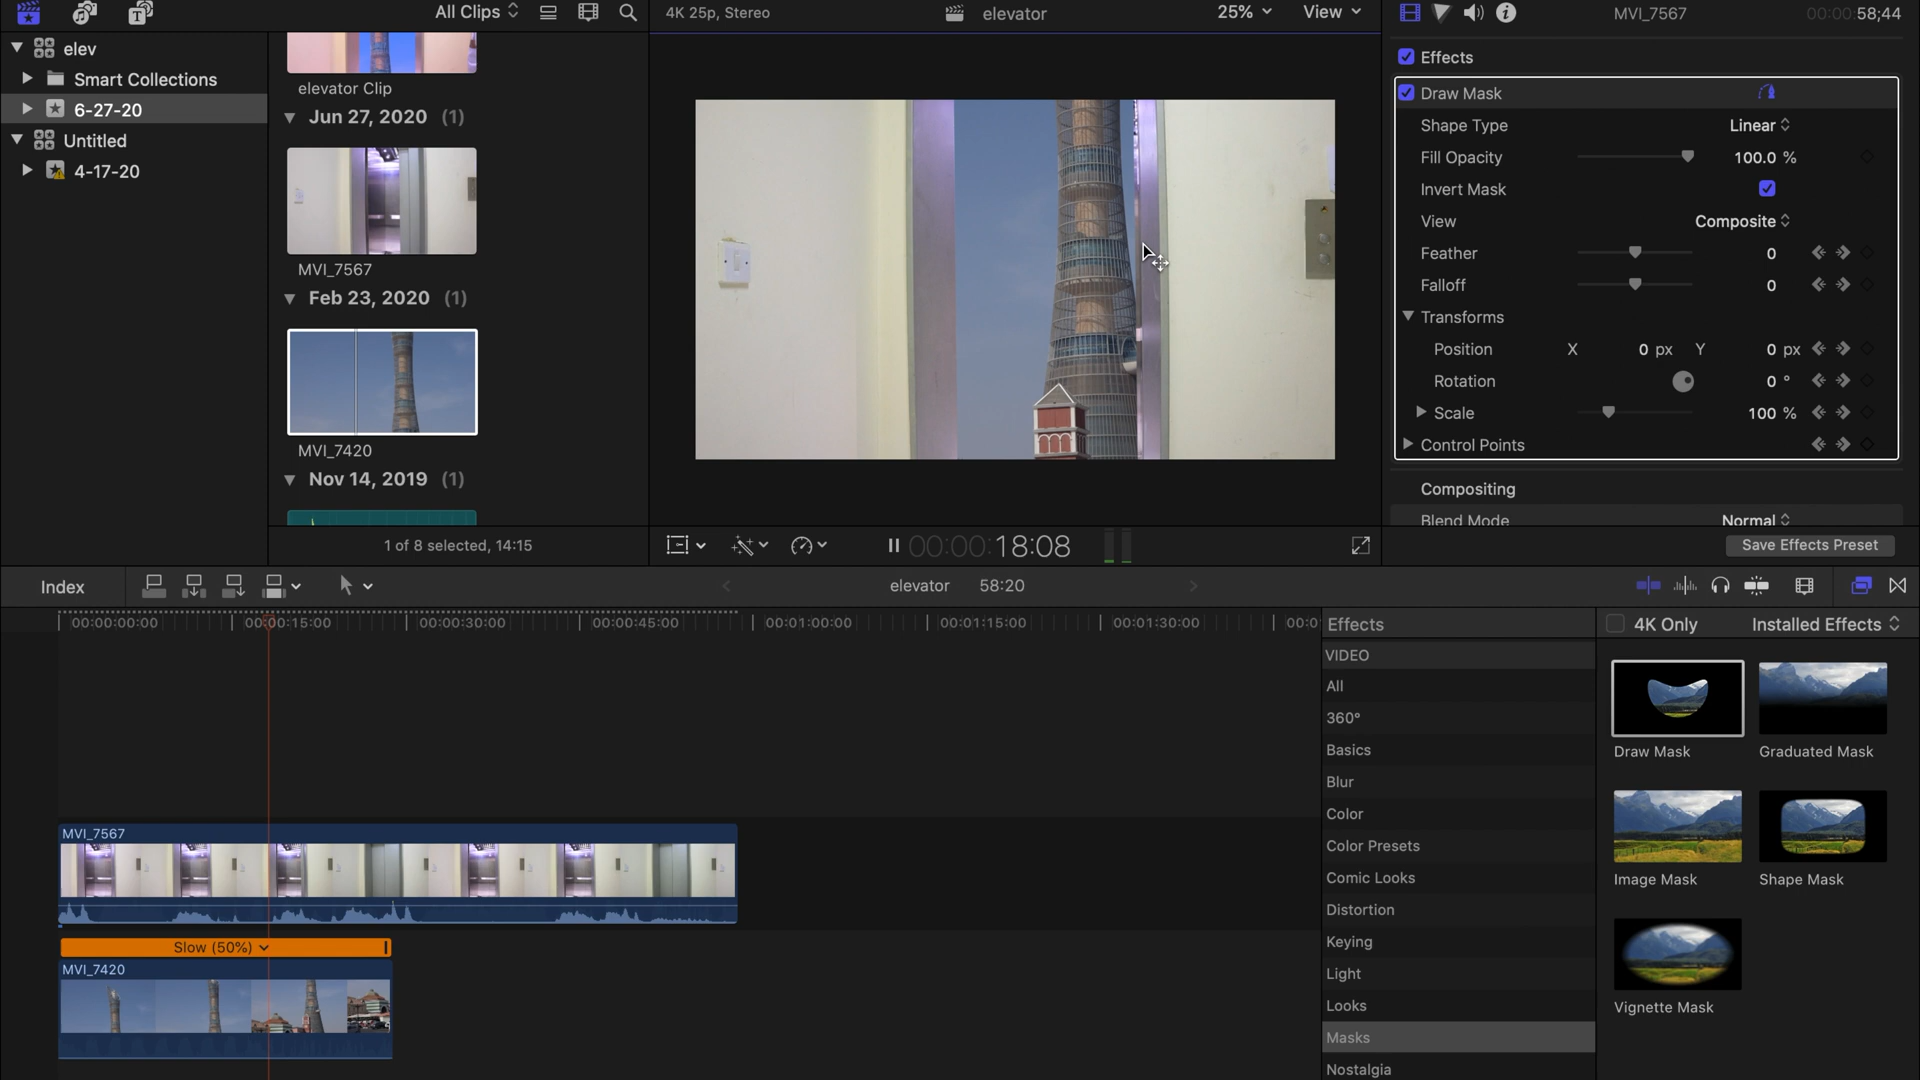 All Clips
4K 25p, Stereo
elevator
25%
View
MVI_7567
00:00:58;44
elev
Smart Collections
6-27-20
Untitled
4-17-20
elevator Clip
Jun 27, 2020 (1)
MVI_7567
Feb 23, 2020 (1)
MVI_7420
Nov 14, 2019 (1)
1 of 8 selected, 14:15
00:00:18:08
Effects
Draw Mask
Shape Type Linear
Fill Opacity 100.0 %
Invert Mask
View Composite
Feather 0
Falloff 0
Transforms
Position X 0 px Y 0 px
Rotation 0 °
Scale 100 %
Control Points
Compositing
Blend Mode Normal
Save Effects Preset
Index
elevator 58:20
00:00:00:00 00:00:15:00 00:00:30:00 00:00:45:00 00:01:00:00 00:01:15:00 00:01:30:00 00:0
MVI_7567
Slow (50%)
MVI_7420
Effects
4K Only
Installed Effects
VIDEO
All
360°
Basics
Blur
Color
Color Presets
Comic Looks
Distortion
Keying
Light
Looks
Masks
Nostalgia
Draw Mask
Graduated Mask
Image Mask
Shape Mask
Vignette Mask